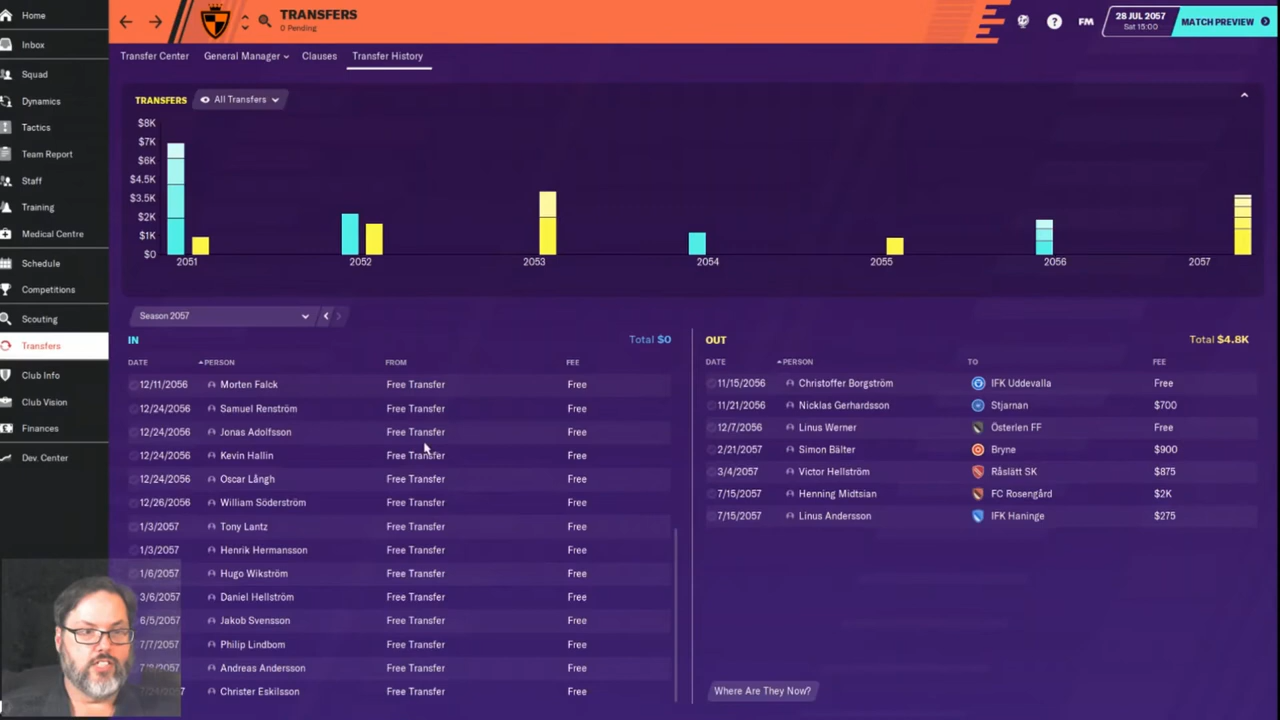 Home
TRANSFERS
0 Pending
FM
28 JUL 2057
Sat 15:00
MATCH PREVIEW
Inbox
Squad
Dynamics
Tactics
Team Report
Staff
Training
Medical Centre
Schedule
Competitions
Scouting
Transfers
Club Info
Club Vision
Finances
Dev. Center
Transfer Center General Manager Clauses Transfer History
TRANSFERS All Transfers
$8K
$7K
$6K
$4.5K
$3.5K
$2K
$1K
$0
2051 2052 2053 2054 2055 2056 2057
Season 2057
IN Total $0
DATE PERSON FROM FEE
12/11/2056 Morten Falck Free Transfer Free
12/24/2056 Samuel Renström Free Transfer Free
12/24/2056 Jonas Adolfsson Free Transfer Free
12/24/2056 Kevin Hallin Free Transfer Free
12/24/2056 Oscar Långh Free Transfer Free
12/26/2056 William Söderström Free Transfer Free
1/3/2057 Tony Lantz Free Transfer Free
1/3/2057 Henrik Hermansson Free Transfer Free
1/6/2057 Hugo Wikström Free Transfer Free
3/6/2057 Daniel Hellström Free Transfer Free
6/5/2057 Jakob Svensson Free Transfer Free
7/7/2057 Philip Lindbom Free Transfer Free
7/8/2057 Andreas Andersson Free Transfer Free
7/24/2057 Christer Eskilsson Free Transfer Free
OUT Total $4.8K
DATE PERSON TO FEE
11/15/2056 Christoffer Borgström IFK Uddevalla Free
11/21/2056 Nicklas Gerhardsson Stjarnan $700
12/7/2056 Linus Werner Österlen FF Free
2/21/2057 Simon Bälter Bryne $900
3/4/2057 Victor Hellström Råslätt SK $875
7/15/2057 Henning Midtsian FC Rosengård $2K
7/15/2057 Linus Andersson IFK Haninge $275
Where Are They Now?